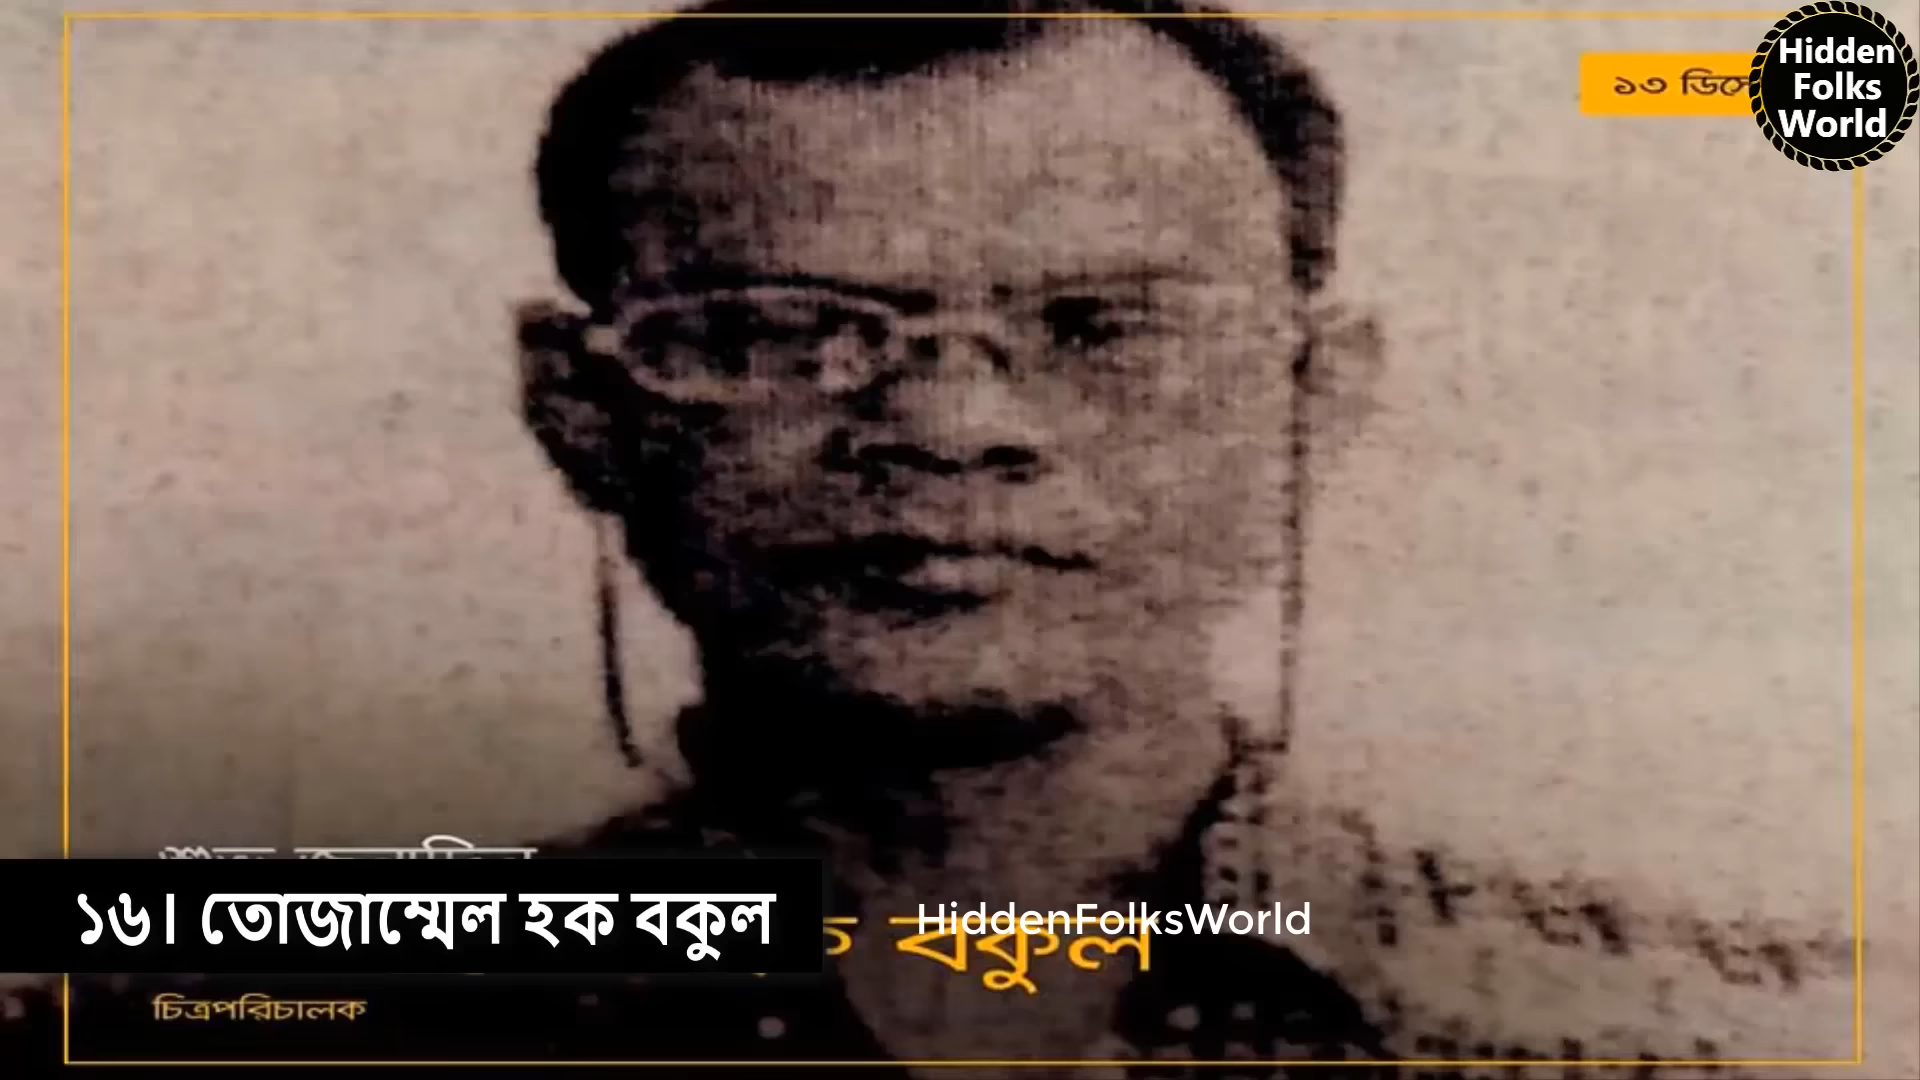 ১৩
Hidden
Folks
World
১৬। তোজাম্মেল হক বকুল
HiddenFolksWorld
বকুল
চিত্রপরিচালক